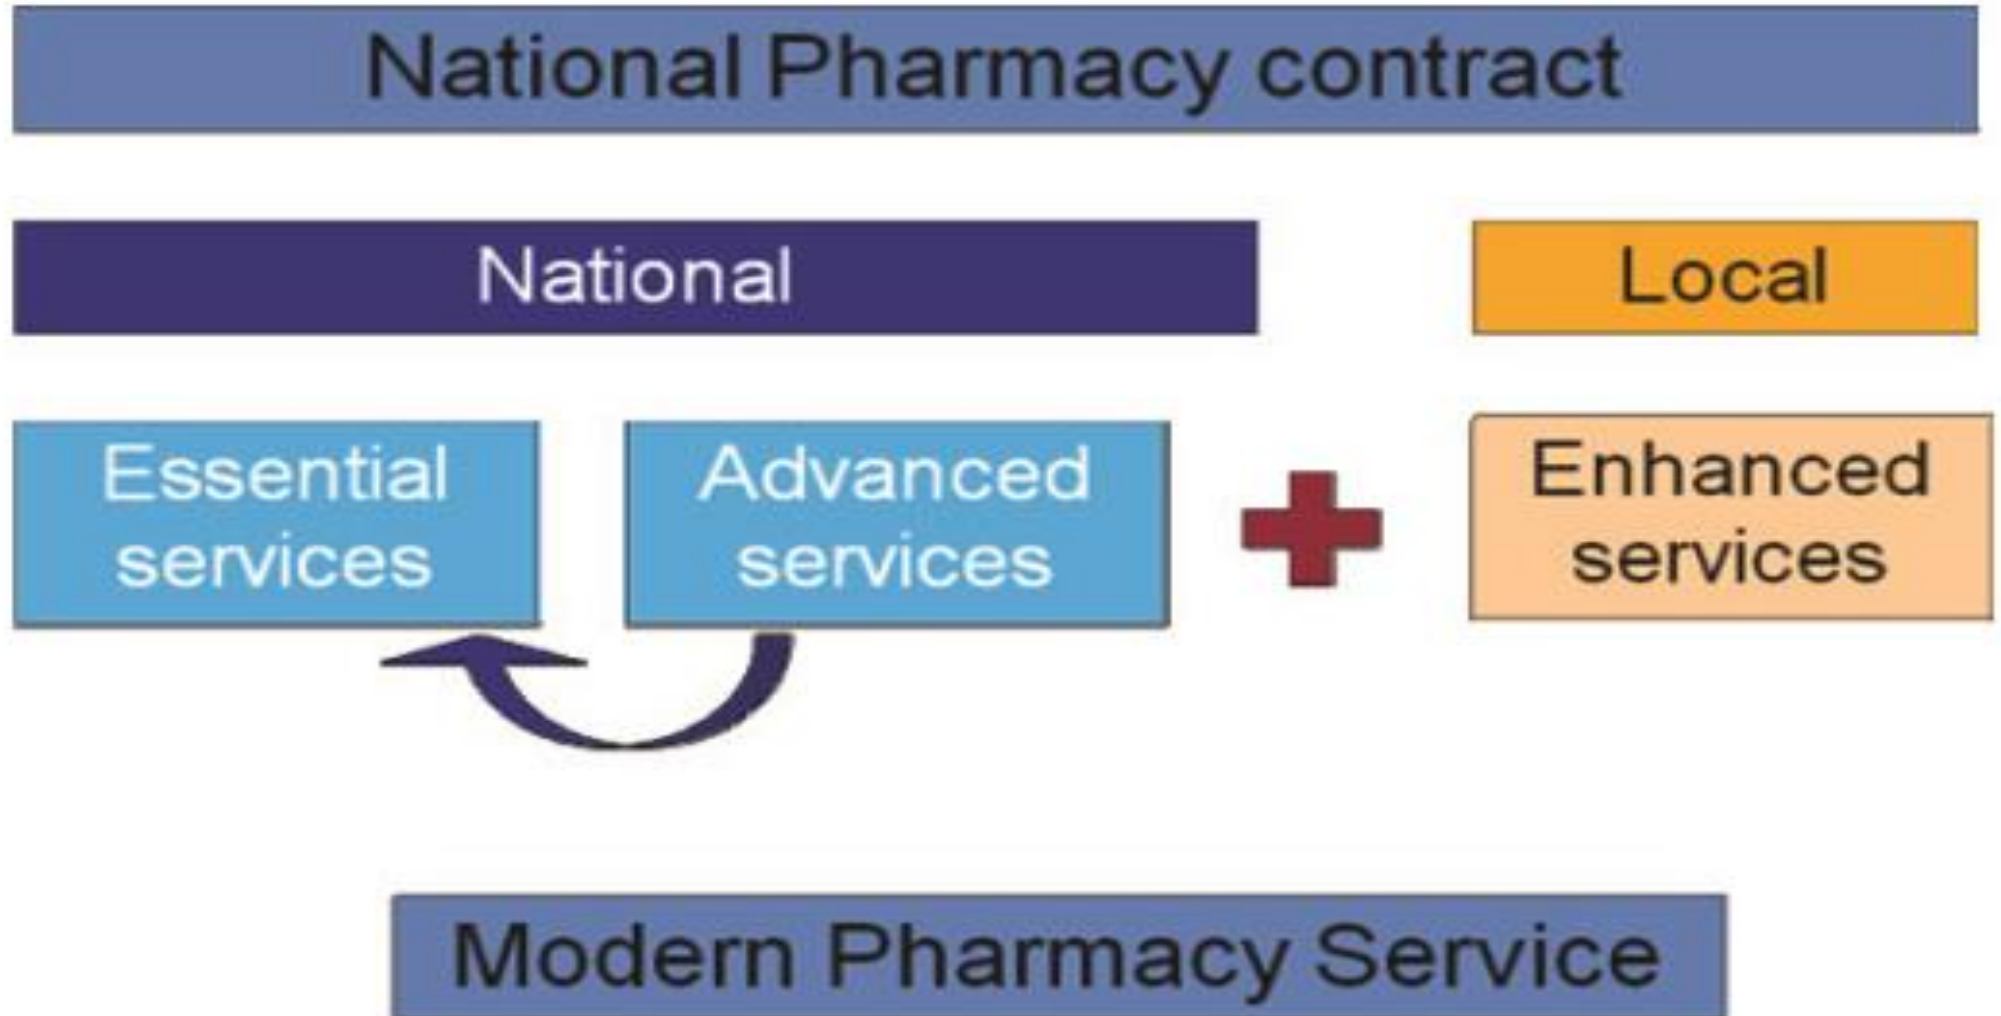 National Pharmacy contract
National
Local
Essential
services
Advanced
services
Enhanced
services
Modern Pharmacy Service